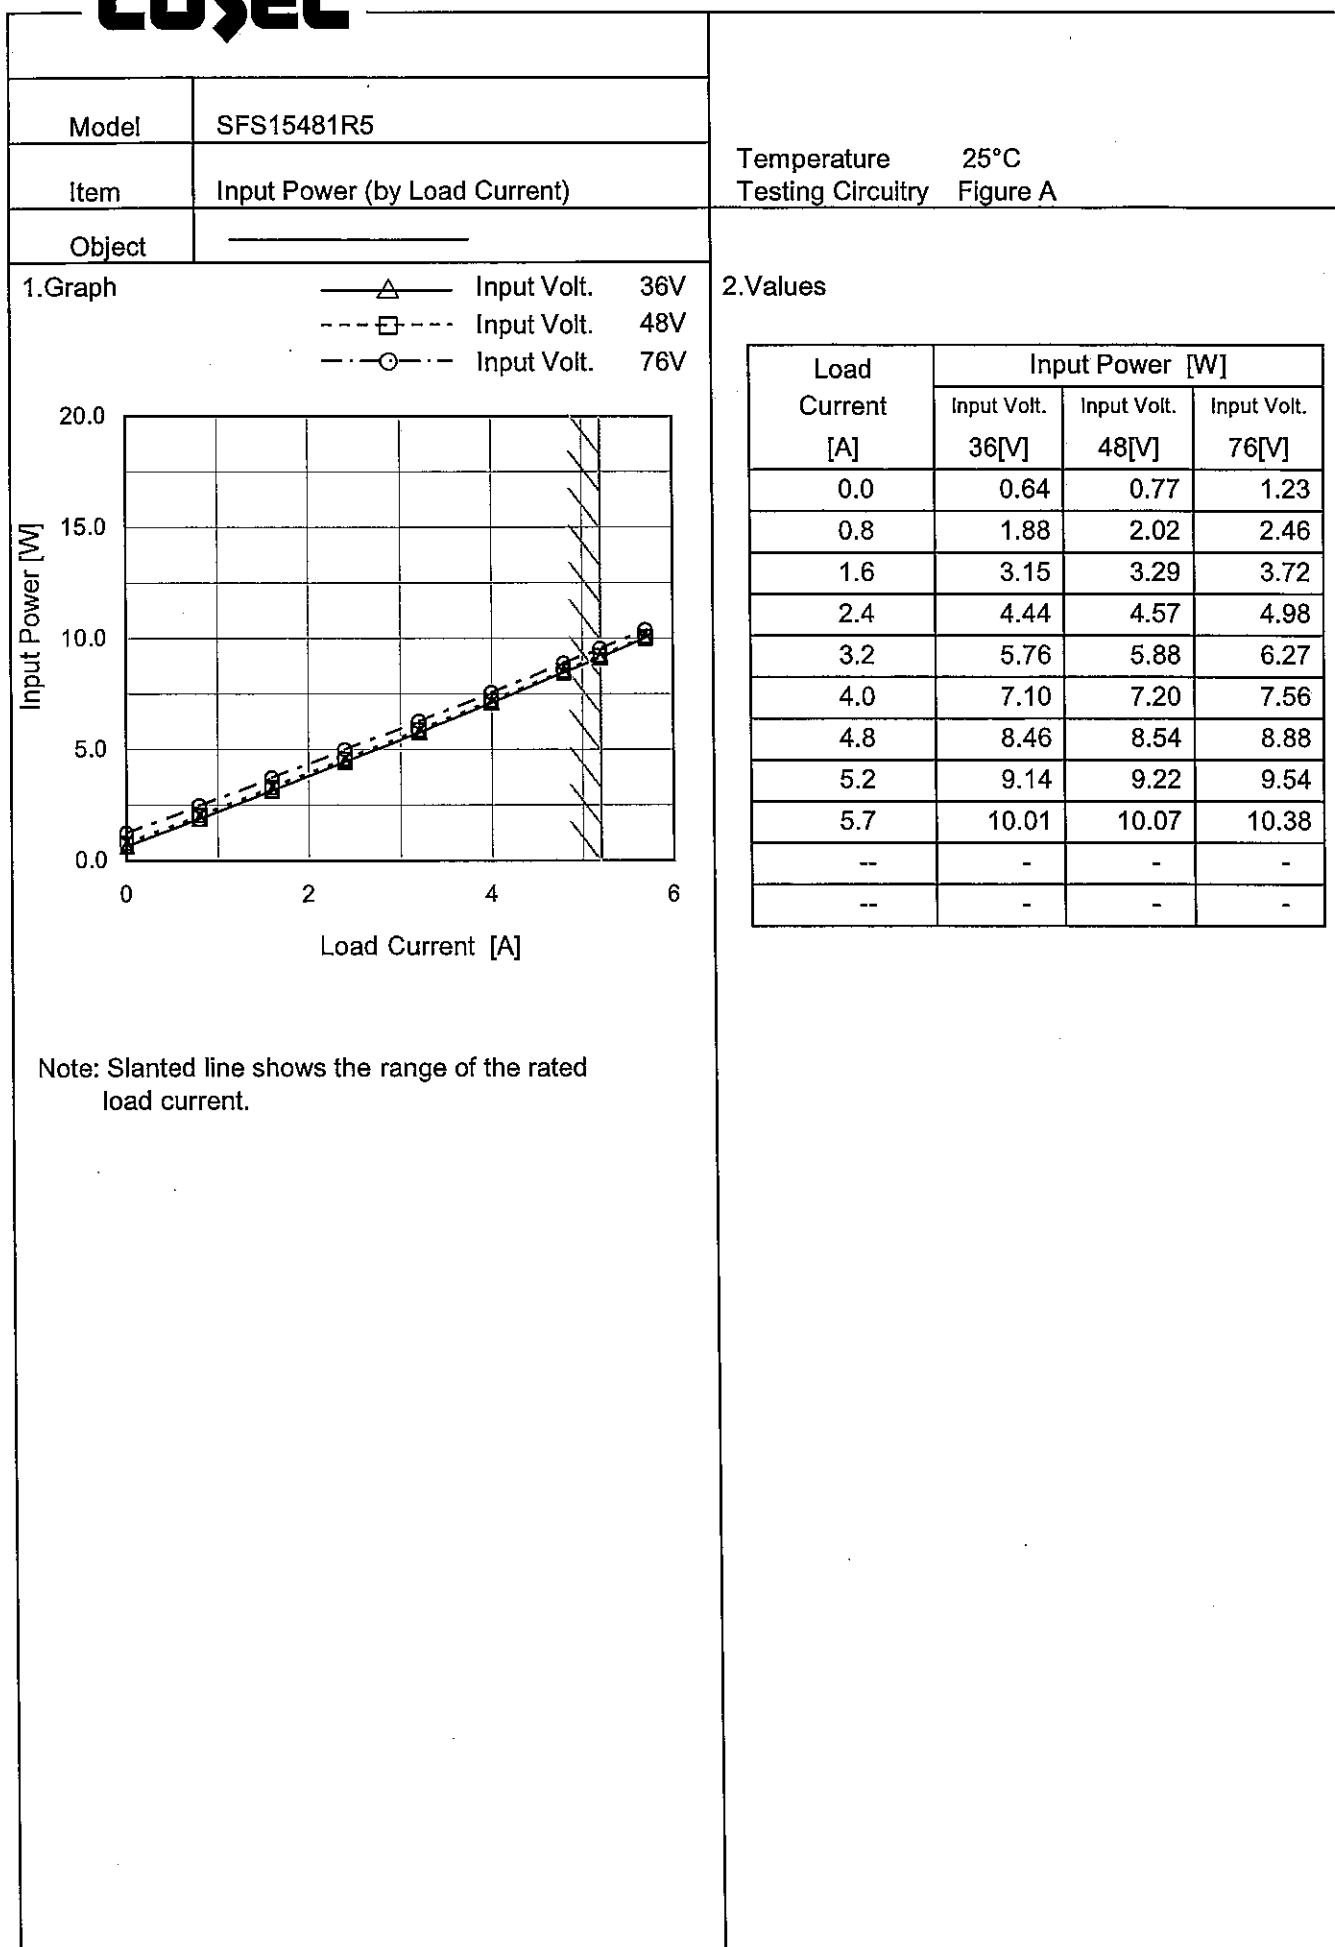 COSEL
Model SFS15481R5
Item Input Power (by Load Current)
Object
Temperature 25°C
Testing Circuitry Figure A
1.Graph
Input Volt. 36V
Input Volt. 48V
Input Volt. 76V
20.0
15.0
10.0
5.0
0.0
Input Power [W]
0 2 4 6
Load Current [A]
Note: Slanted line shows the range of the rated
load current.
2.Values
Load Input Power [W]
Current Input Volt. Input Volt. Input Volt.
[A] 36[V] 48[V] 76[V]
0.0 0.64 0.77 1.23
0.8 1.88 2.02 2.46
1.6 3.15 3.29 3.72
2.4 4.44 4.57 4.98
3.2 5.76 5.88 6.27
4.0 7.10 7.20 7.56
4.8 8.46 8.54 8.88
5.2 9.14 9.22 9.54
5.7 10.01 10.07 10.38
-- - - -
-- - - -